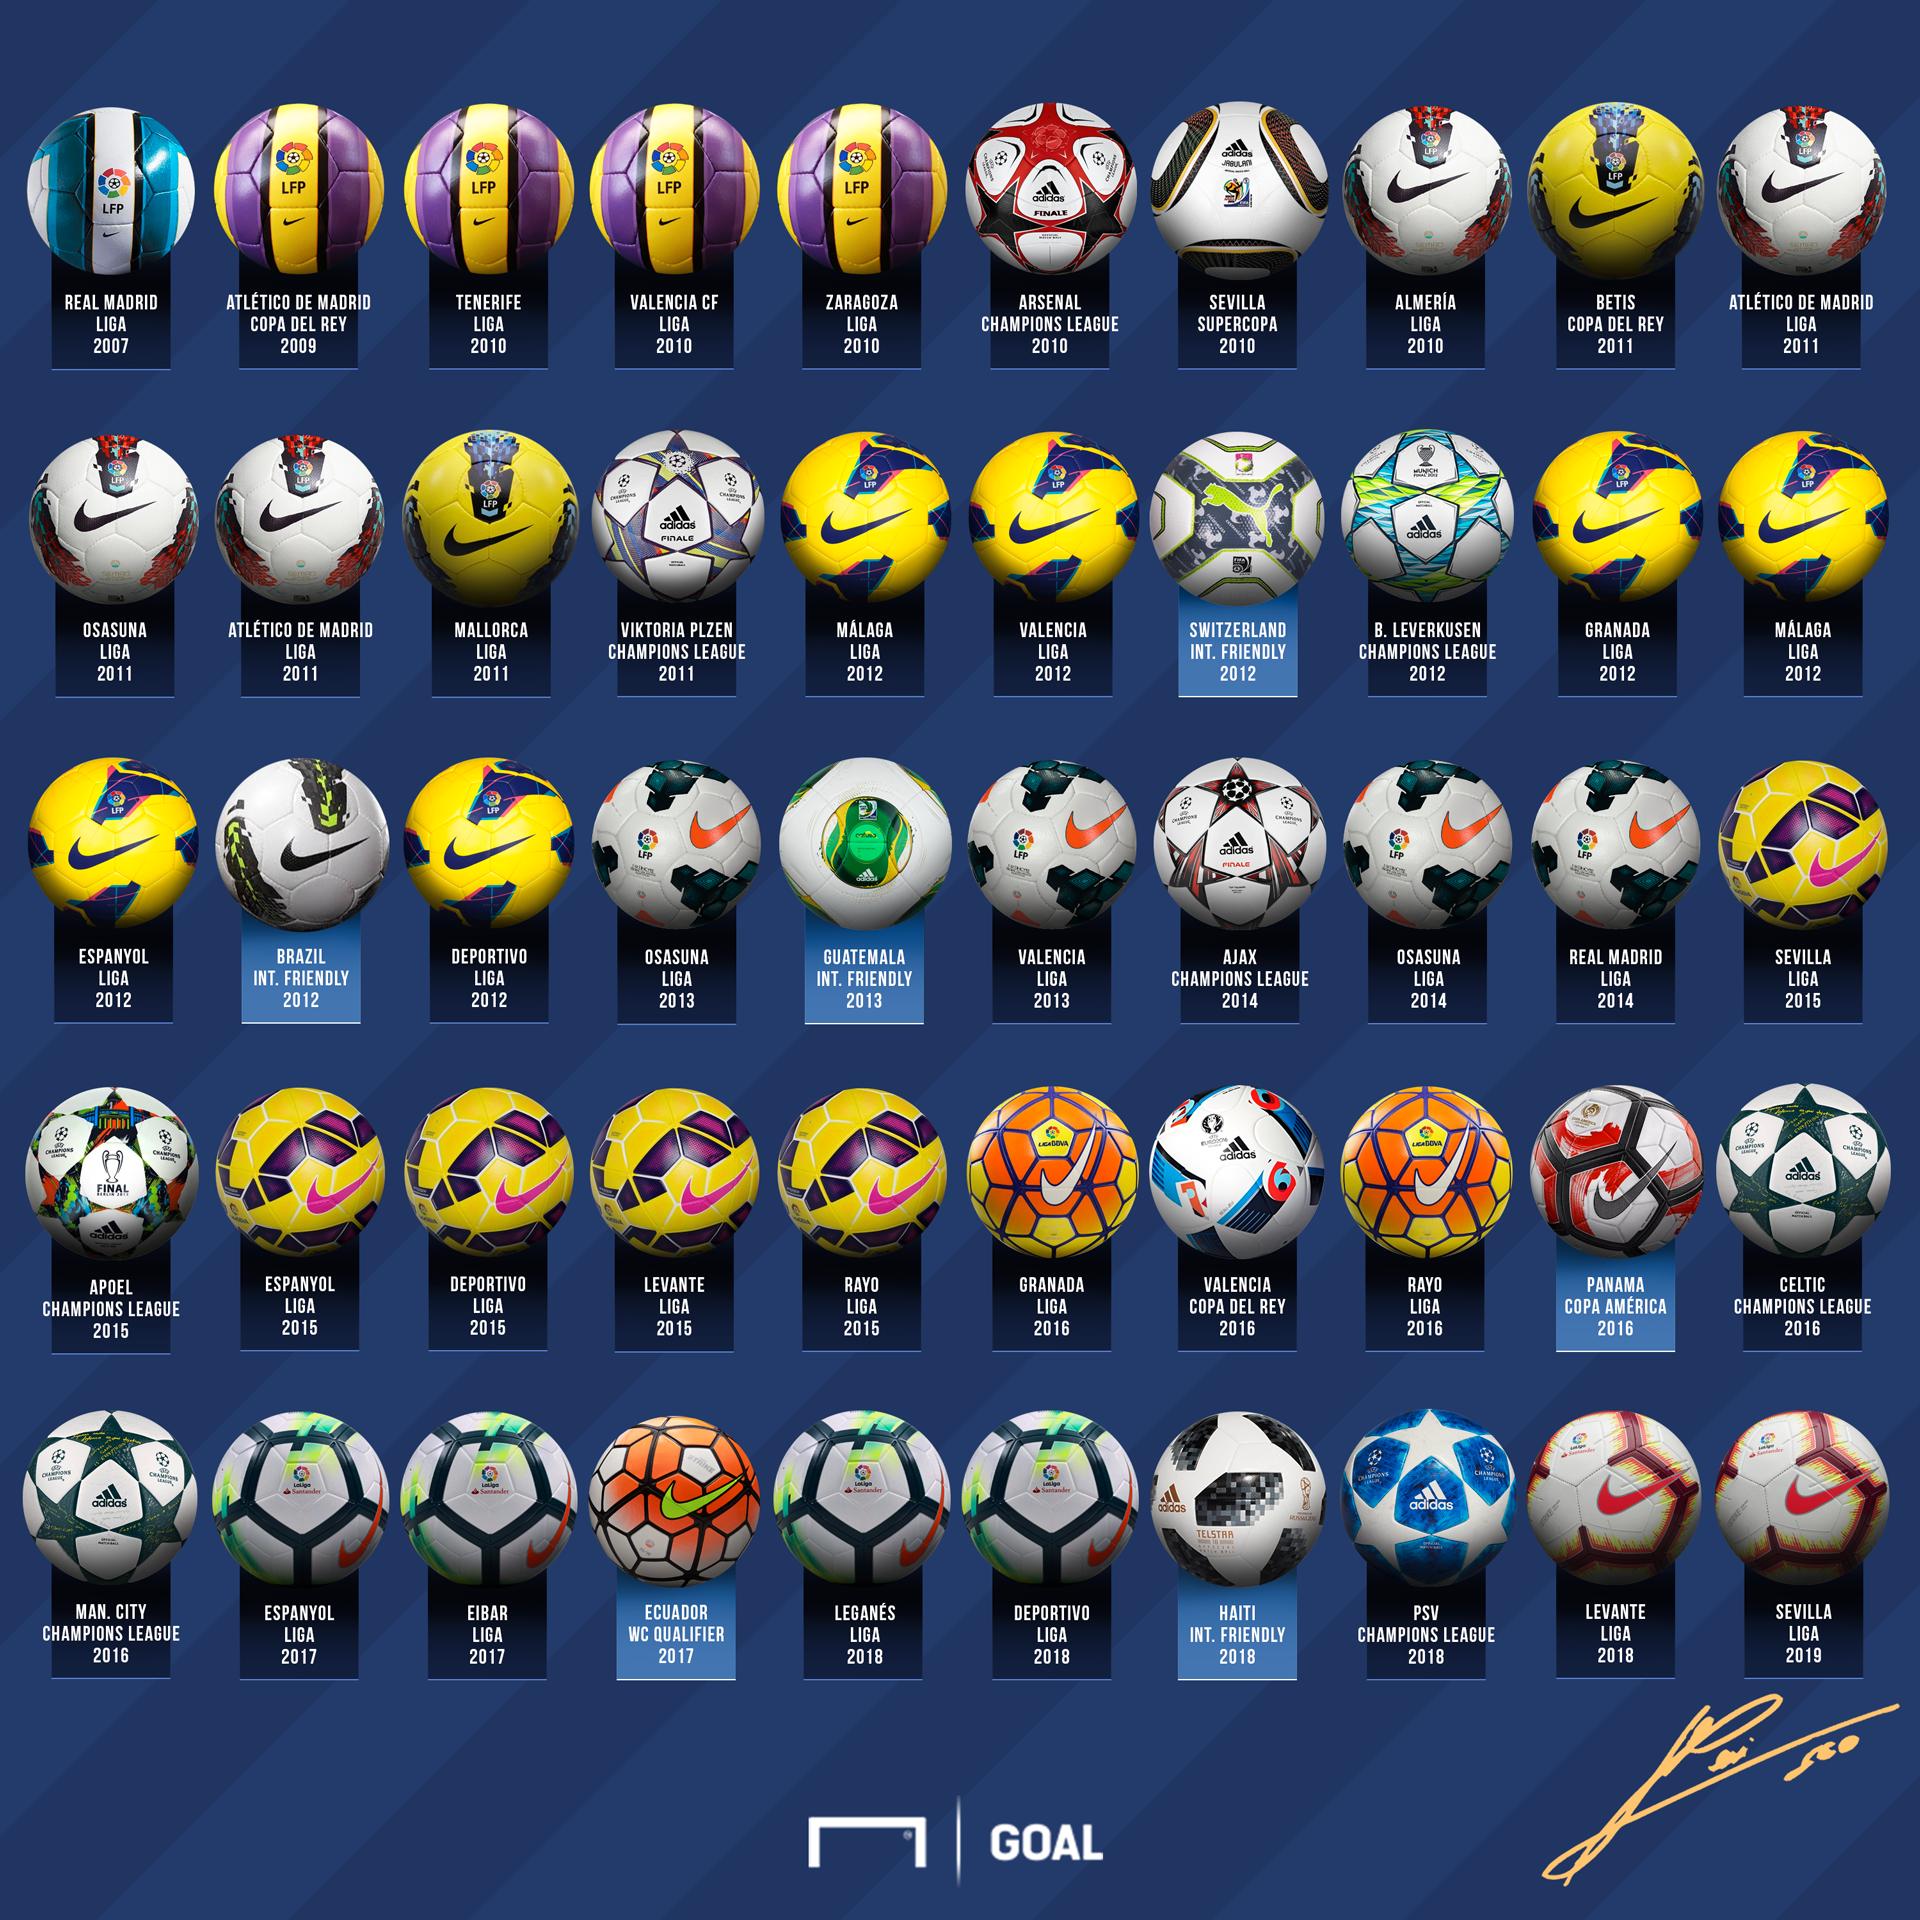 REAL MADRID
LIGA
2007
ATLÉTICO DE MADRID
COPA DEL REY
2009
TENERIFE
LIGA
2010
VALENCIA CF
LIGA
2010
ZARAGOZA
LIGA
2010
ARSENAL
CHAMPIONS LEAGUE
2010
SEVILLA
SUPERCOPA
2010
ALMERÍA
LIGA
2010
BETIS
COPA DEL REY
2011
ATLÉTICO DE MADRID
LIGA
2011
OSASUNA
LIGA
2011
ATLÉTICO DE MADRID
LIGA
2011
MALLORCA
LIGA
2011
VIKTORIA PLZEN
CHAMPIONS LEAGUE
2011
MÁLAGA
LIGA
2012
VALENCIA
LIGA
2012
SWITZERLAND
INT. FRIENDLY
2012
B. LEVERKUSEN
CHAMPIONS LEAGUE
2012
GRANADA
LIGA
2012
MÁLAGA
LIGA
2012
ESPANYOL
LIGA
2012
BRAZIL
INT. FRIENDLY
2012
DEPORTIVO
LIGA
2012
OSASUNA
LIGA
2013
GUATEMALA
INT. FRIENDLY
2013
VALENCIA
LIGA
2013
AJAX
CHAMPIONS LEAGUE
2014
OSASUNA
LIGA
2014
REAL MADRID
LIGA
2014
SEVILLA
LIGA
2015
APOEL
CHAMPIONS LEAGUE
2015
ESPANYOL
LIGA
2015
DEPORTIVO
LIGA
2015
LEVANTE
LIGA
2015
RAYO
LIGA
2015
GRANADA
LIGA
2016
VALENCIA
COPA DEL REY
2016
RAYO
LIGA
2016
PANAMA
COPA AMÉRICA
2016
CELTIC
CHAMPIONS LEAGUE
2016
MAN. CITY
CHAMPIONS LEAGUE
2016
ESPANYOL
LIGA
2017
EIBAR
LIGA
2017
ECUADOR
WC QUALIFIER
2017
LEGANÉS
LIGA
2018
DEPORTIVO
LIGA
2018
HAITI
INT. FRIENDLY
2018
PSV
CHAMPIONS LEAGUE
2018
LEVANTE
LIGA
2018
SEVILLA
LIGA
2019
GOAL